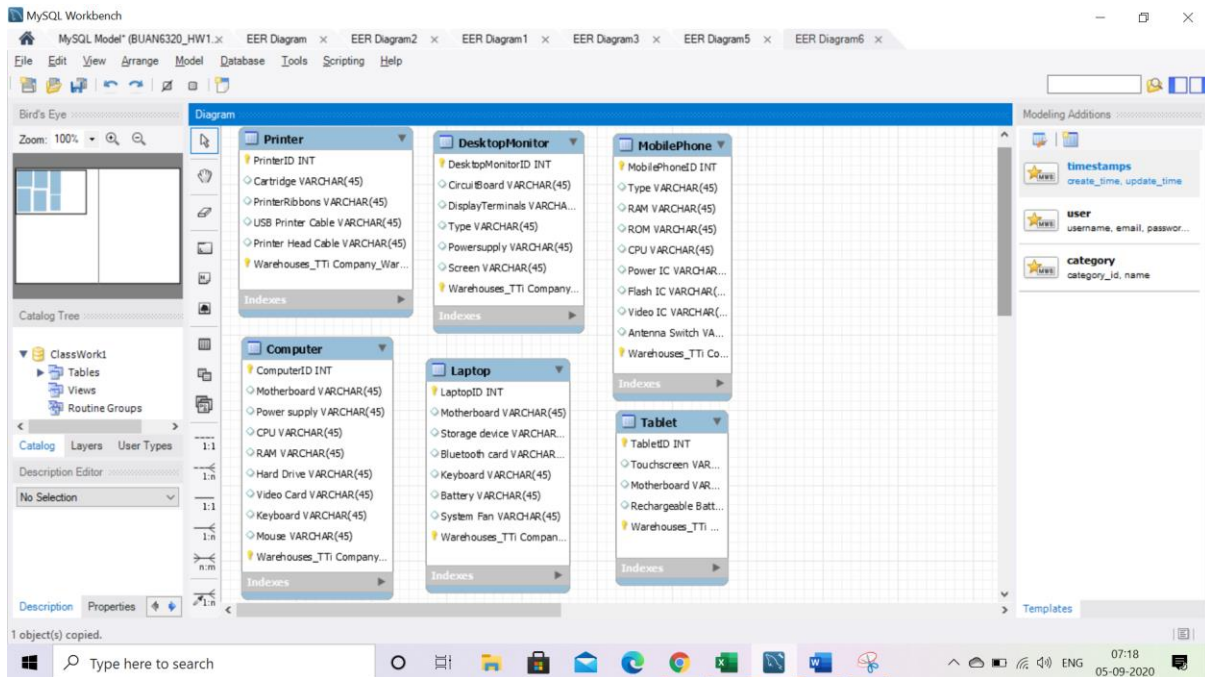 MySQL Workbench
MySQL Model* (BUAN6320_HW1.
EER Diagram
EER Diagram2
EER Diagram1
EER Diagram3
EER Diagram5
EER Diagram6
File Edit View Arrange Model Database Tools Scripting Help
Bird's Eye
Zoom: 100%
Catalog Tree
ClassWork1
Tables
Views
Routine Groups
Catalog Layers User Types
Description Editor
No Selection
Description Properties
Diagram
1:1
1:n
1:1
1:n
n:m
1:n
Printer
PrinterID INT
Cartridge VARCHAR(45)
PrinterRibbons VARCHAR(45)
USB Printer Cable VARCHAR(45)
Printer Head Cable VARCHAR(45)
Warehouses_TTi Company_War...
Indexes
DesktopMonitor
DesktopMonitorID INT
CircuitBoard VARCHAR(45)
DisplayTerminals VARCHA...
Type VARCHAR(45)
Powersupply VARCHAR(45)
Screen VARCHAR(45)
Warehouses_TTi Company...
Indexes
MobilePhone
MobilePhoneID INT
Type VARCHAR(45)
RAM VARCHAR(45)
ROM VARCHAR(45)
CPU VARCHAR(45)
Power IC VARCHAR...
Flash IC VARCHAR(...
Video IC VARCHAR(...
Antenna Switch VA...
Warehouses_TTi Co...
Indexes
Computer
ComputerID INT
Motherboard VARCHAR(45)
Power supply VARCHAR(45)
CPU VARCHAR(45)
RAM VARCHAR(45)
Hard Drive VARCHAR(45)
Video Card VARCHAR(45)
Keyboard VARCHAR(45)
Mouse VARCHAR(45)
Warehouses_TTi Company...
Indexes
Laptop
LaptopID INT
Motherboard VARCHAR(45)
Storage device VARCHAR...
Bluetooth card VARCHAR...
Keyboard VARCHAR(45)
Battery VARCHAR(45)
System Fan VARCHAR(45)
Warehouses_TTi Compan...
Indexes
Tablet
TabletID INT
Touchscreen VAR...
Motherboard VAR...
Rechargeable Batt...
Warehouses_TTi ...
Indexes
Modeling Additions
timestamps
create_time, update_time
user
username, email, passwor...
category
category_id, name
Templates
1 object(s) copied.
Type here to search
ENG
07:18
05-09-2020